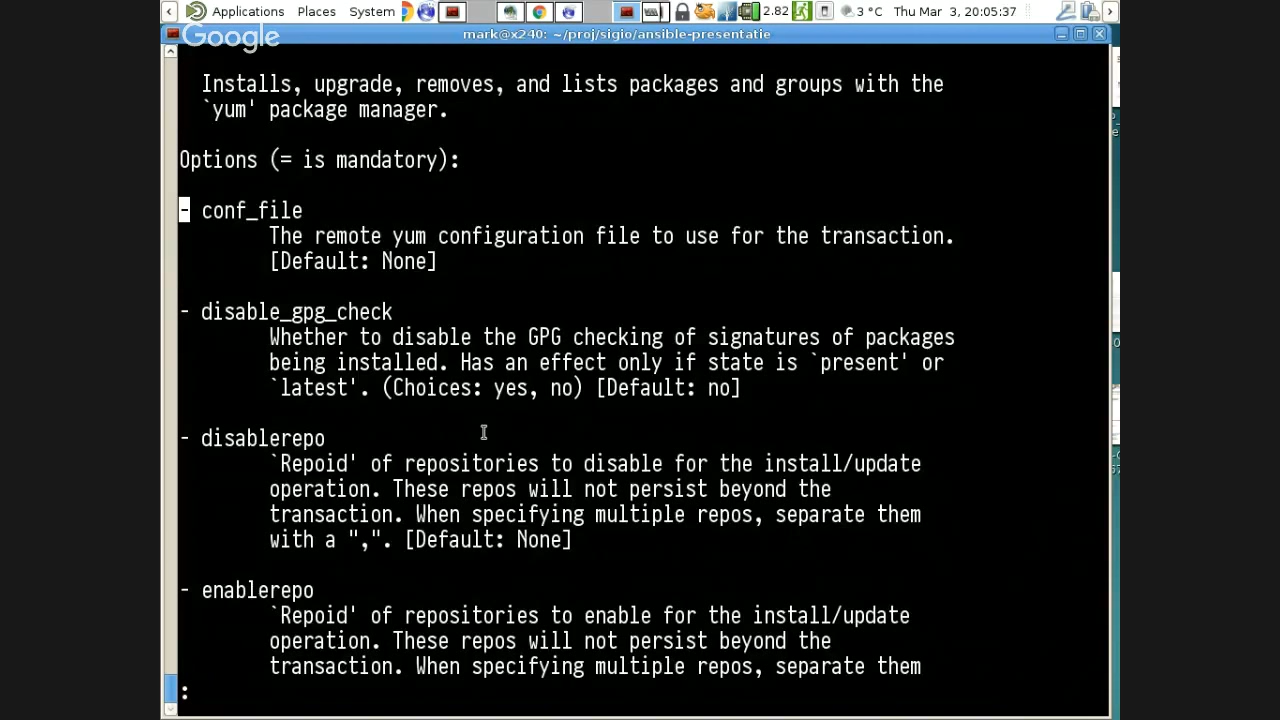 Applications Places System 2.82 3 °C Thu Mar 3, 20:05:37
Google
mark@x240: ~/proj/sigio/ansible-presentatie
Installs, upgrade, removes, and lists packages and groups with the
`yum' package manager.
Options (= is mandatory):
- conf_file
The remote yum configuration file to use for the transaction.
[Default: None]
- disable_gpg_check
Whether to disable the GPG checking of signatures of packages
being installed. Has an effect only if state is `present' or
`latest'. (Choices: yes, no) [Default: no]
- disablerepo
`Repoid' of repositories to disable for the install/update
operation. These repos will not persist beyond the
transaction. When specifying multiple repos, separate them
with a ",". [Default: None]
- enablerepo
`Repoid' of repositories to enable for the install/update
operation. These repos will not persist beyond the
transaction. When specifying multiple repos, separate them
: